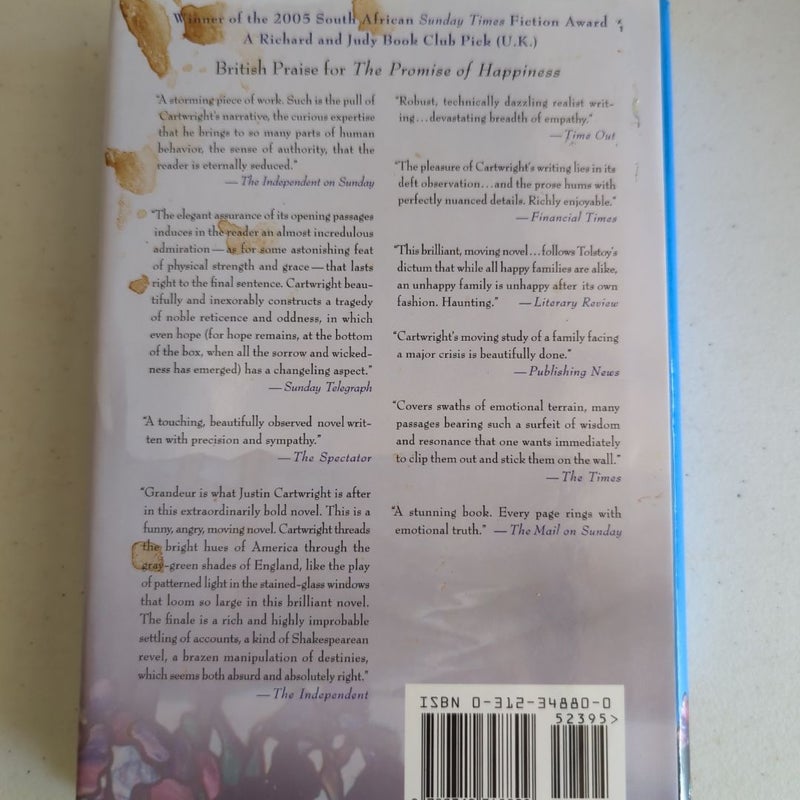 Winner of the 2005 South African Sunday Times Fiction Award
A Richard and Judy Book Club Pick (U.K.)
British Praise for The Promise of Happiness
"A storming piece of work. Such is the pull of
Cartwright's narrative, the curious expertise
that he brings to so many parts of human
behavior, the sense of authority, that the
reader is eternally seduced."
— The Independent on Sunday
"The elegant assurance of its opening passages
induces in the reader an almost incredulous
admiration—as for some astonishing feat
of physical strength and grace—that lasts
right to the final sentence. Cartwright beau-
tifully and inexorably constructs a tragedy
of noble reticence and oddness, in which
even hope (for hope remains, at the bottom
of the box, when all the sorrow and wicked-
ness has emerged) has a changeling aspect."
— Sunday Telegraph
"A touching, beautifully observed novel writ-
ten with precision and sympathy."
— The Spectator
"Grandeur is what Justin Cartwright is after
in this extraordinarily bold novel. This is a
funny, angry, moving novel. Cartwright threads
the bright hues of America through the
gray-green shades of England, like the play
of patterned light in the stained-glass windows
that loom so large in this brilliant novel.
The finale is a rich and highly improbable
settling of accounts, a kind of Shakespearean
revel, a brazen manipulation of destinies,
which seems both absurd and absolutely right."
— The Independent
"Robust, technically dazzling realist writ-
ing...devastating breadth of empathy."
— Time Out
"The pleasure of Cartwright's writing lies in its
deft observation...and the prose hums with
perfectly nuanced details. Richly enjoyable."
— Financial Times
"This brilliant, moving novel...follows Tolstoy's
dictum that while all happy families are alike,
an unhappy family is unhappy after its own
fashion. Haunting." — Literary Review
"Cartwright's moving study of a family facing
a major crisis is beautifully done."
— Publishing News
"Covers swaths of emotional terrain, many
passages bearing such a surfeit of wisdom
and resonance that one wants immediately
to clip them out and stick them on the wall."
— The Times
"A stunning book. Every page rings with
emotional truth." — The Mail on Sunday
ISBN 0-312-34880-0
52395>